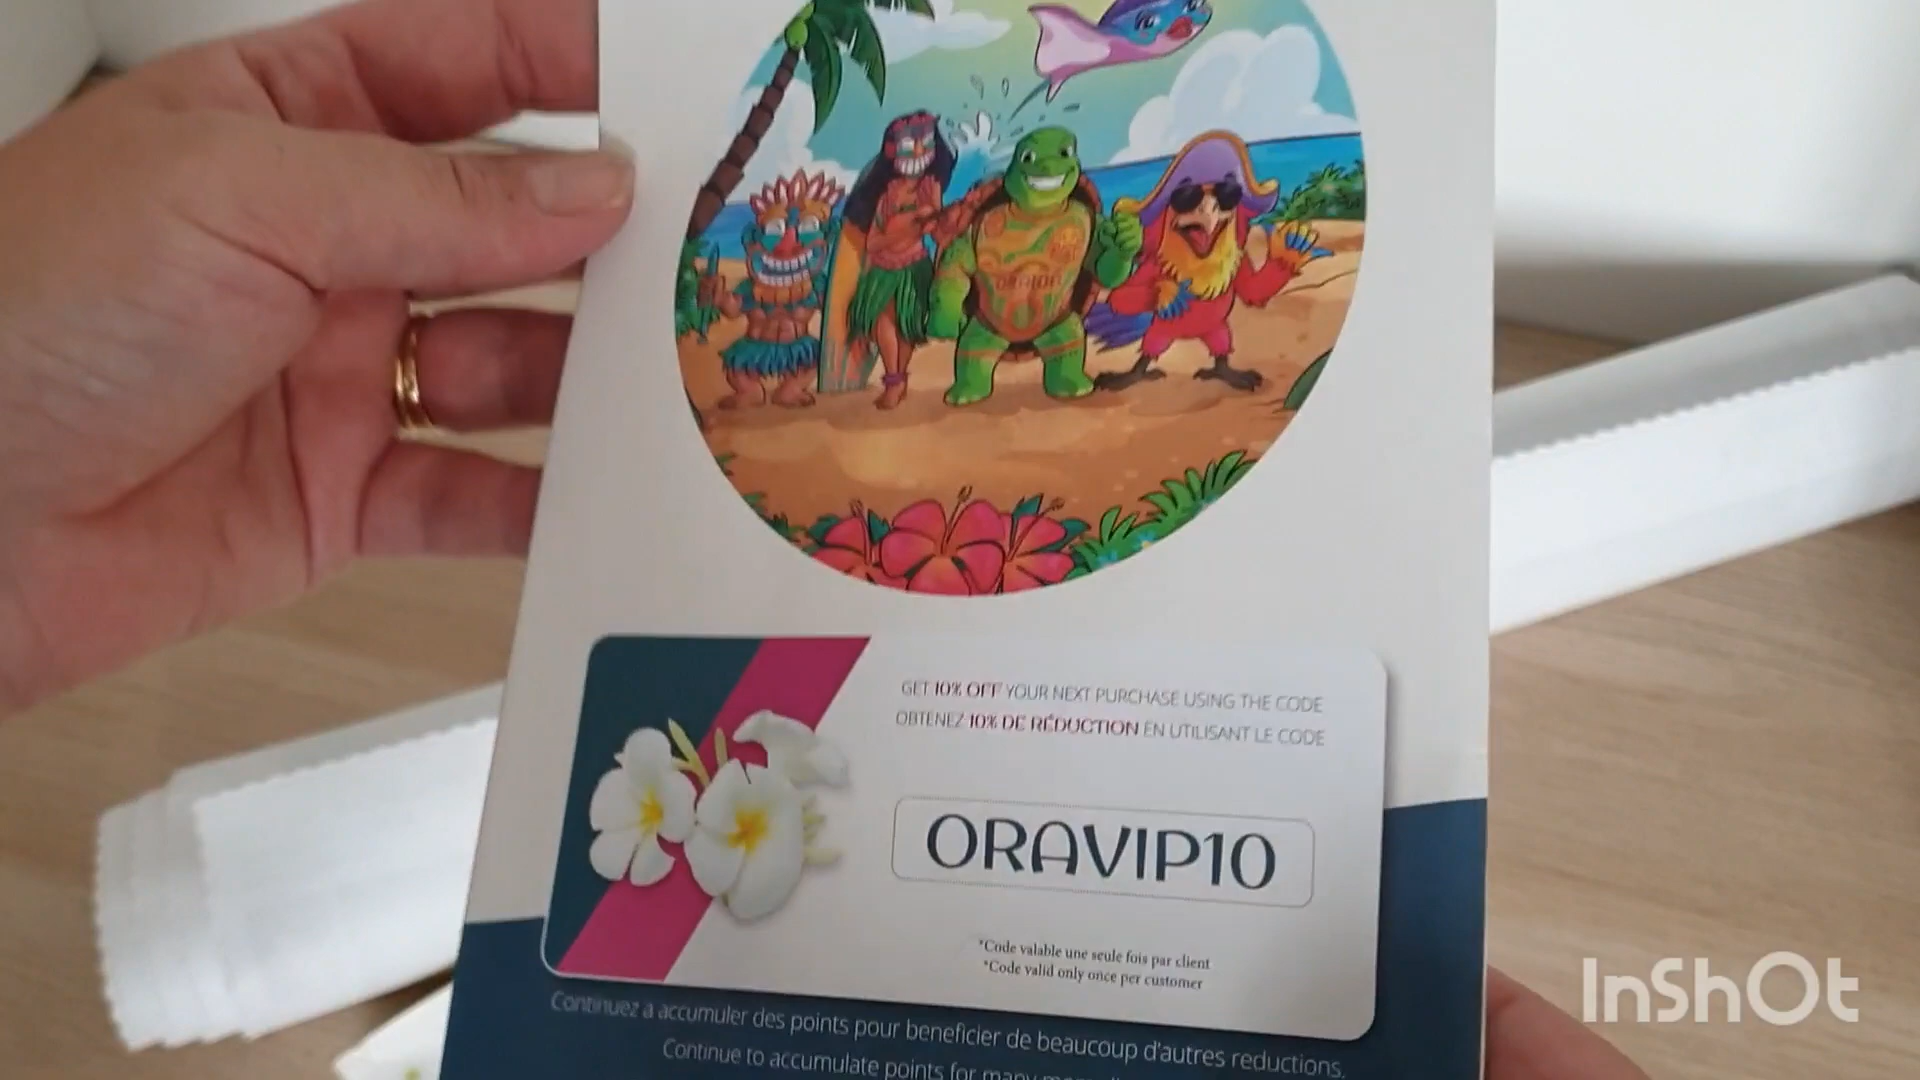 GET 10% OFF YOUR NEXT PURCHASE USING THE CODE
OBTENEZ 10% DE RÉDUCTION EN UTILISANT LE CODE
ORAVIP10
*Code valable une seule fois par client
*Code valid only once per customer
Continuez a accumuler des points pour beneficier de beaucoup d'autres reductions.
Continue to accumulate points for many
InShOt